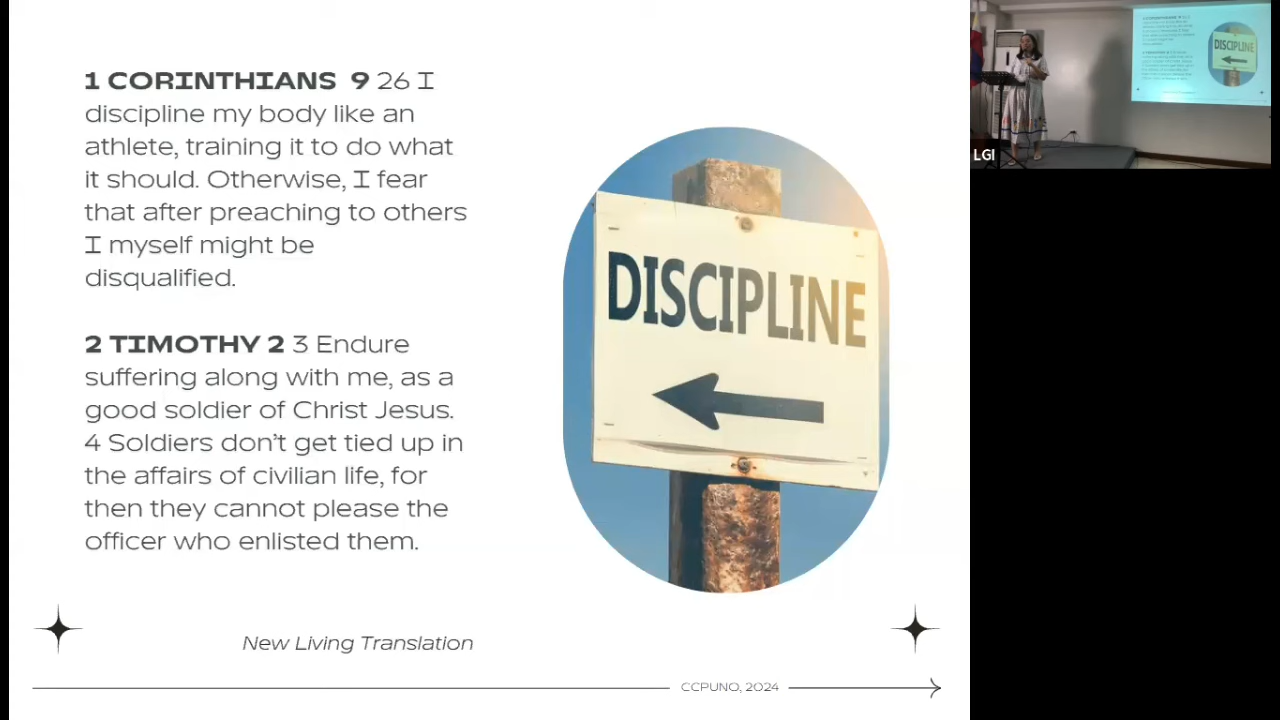 1 CORINTHIANS 9 26 I
discipline my body like an
athlete, training it to do what
it should. Otherwise, I fear
that after preaching to others
I myself might be
disqualified.
2 TIMOTHY 2 3 Endure
suffering along with me, as a
good soldier of Christ Jesus.
4 Soldiers don't get tied up in
the affairs of civilian life, for
then they cannot please the
officer who enlisted them.
New Living Translation
CCPUNO, 2024
DISCIPLINE
LGI
DISCIPLINE